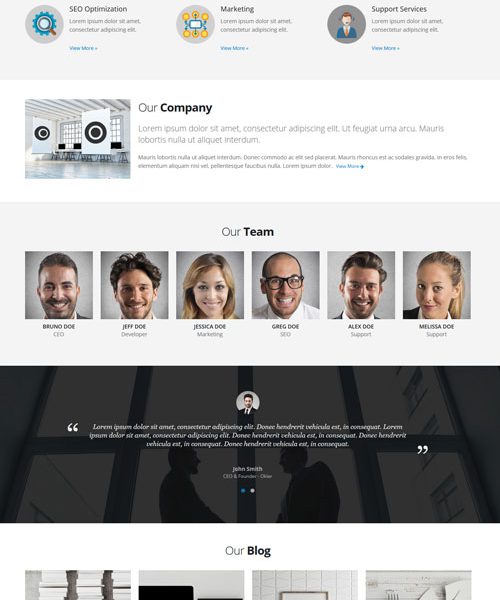 SEO Optimization
Lorem ipsum dolor sit amet,
consectetur adipiscing elit.
View More »
Marketing
Lorem ipsum dolor sit amet,
consectetur adipiscing elit.
View More »
Support Services
Lorem ipsum dolor sit amet,
consectetur adipiscing elit.
View More »
Our Company
Lorem ipsum dolor sit amet, consectetur adipiscing elit. Ut feugiat urna arcu. Mauris
lobortis nulla ut aliquet interdum.
Mauris lobortis nulla ut aliquet interdum. Donec commodo ac elit sed placerat. Mauris rhoncus est ac sodales gravida. In eros felis,
elementum aliquam nisi vel, pellentesque faucibus nulla. Lorem ipsum dolor . View More
Our Team
BRUNO DOE
CEO
JEFF DOE
Developer
JESSICA DOE
Marketing
GREG DOE
SEO
ALEX DOE
Support
MELISSA DOE
Support
“ Lorem ipsum dolor sit amet, consectetur adipiscing elit. Donec hendrerit vehicula est, in consequat. Lorem
ipsum dolor sit amet, consectetur adipiscing elit. Donec hendrerit vehicula est, in consequat. Donec hendrerit
vehicula est, in consequat. ”
John Smith
CEO & Founder - Okler
Our Blog